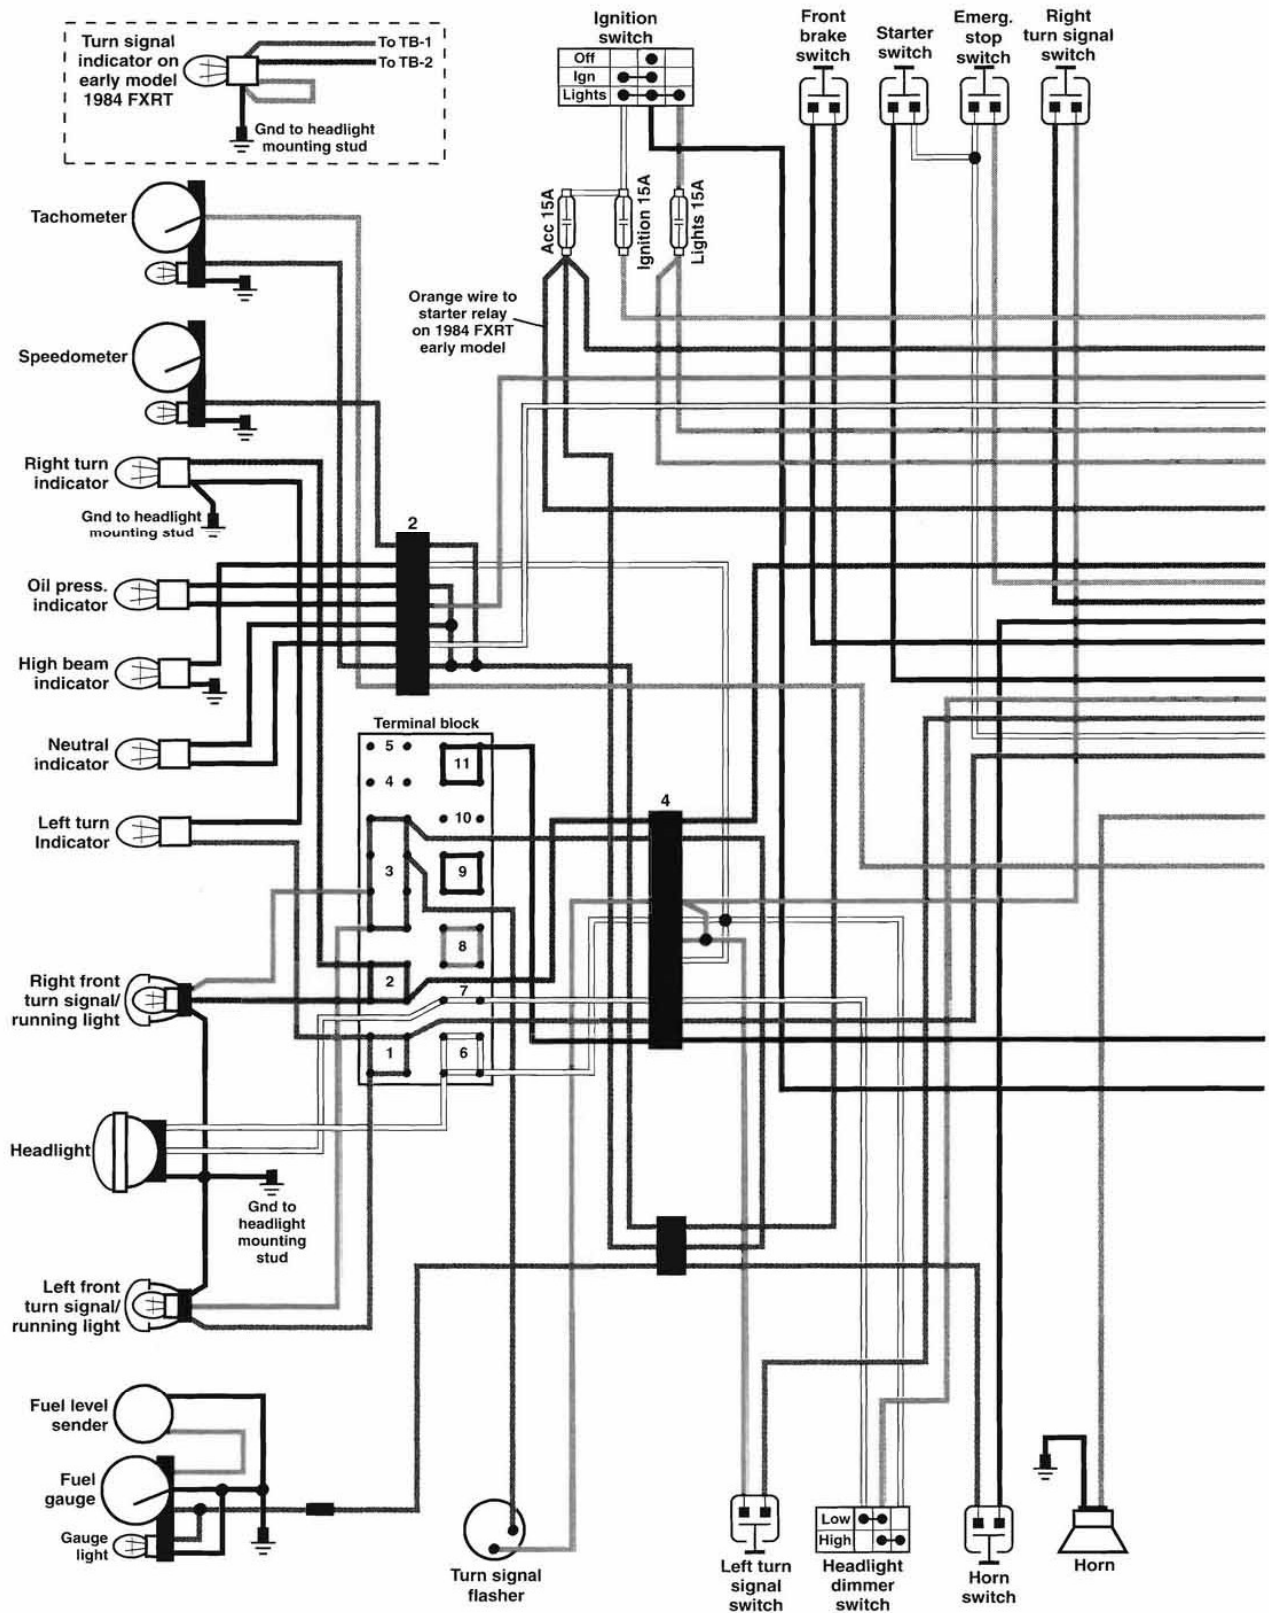 Turn signal
indicator on
early model
1984 FXRT
To TB-1
To TB-2
Gnd to headlight
mounting stud
Ignition
switch
Off
Ign
Lights
Front
brake
switch
Starter
switch
Emerg.
stop
switch
Right
turn signal
switch
Tachometer
Acc 15A
Ignition 15A
Lights 15A
Orange wire to
starter relay
on 1984 FXRT
early model
Speedometer
Right turn
indicator
Gnd to headlight
mounting stud
2
Oil press.
indicator
High beam
indicator
Neutral
indicator
Left turn
Indicator
Terminal block
5
4
3
2
1
11
10
9
8
7
6
4
Right front
turn signal/
running light
Headlight
Gnd to
headlight
mounting
stud
Left front
turn signal/
running light
Fuel level
sender
Fuel
gauge
Gauge
light
Turn signal
flasher
Left turn
signal
switch
Low
High
Headlight
dimmer
switch
Horn
switch
Horn